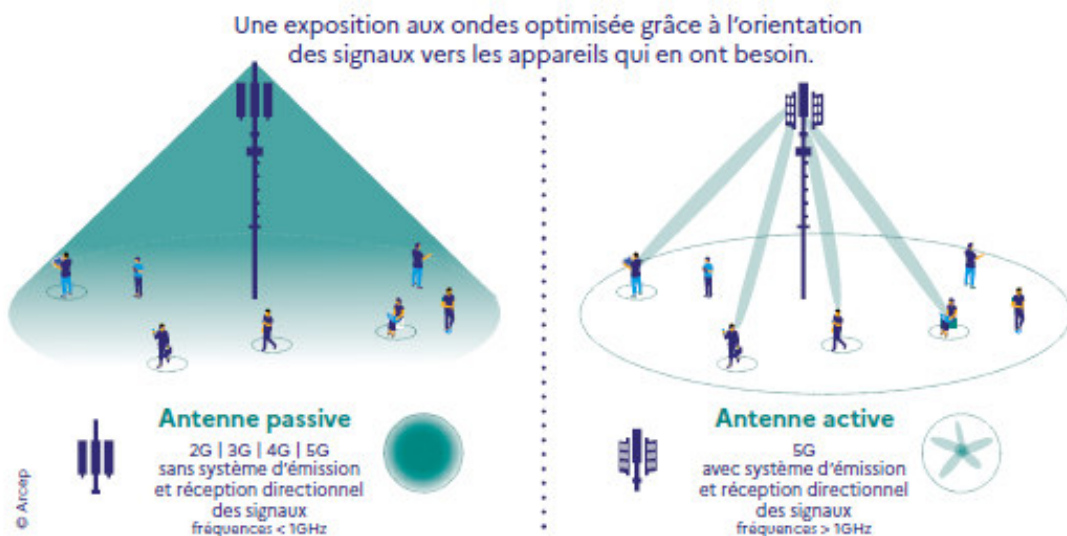 Une exposition aux ondes optimisée grâce à l'orientation
des signaux vers les appareils qui en ont besoin.
Antenne passive
2G | 3G | 4G | 5G
sans système d'émission
et réception directionnel
des signaux
fréquences < 1GHz
Antenne active
5G
avec système d'émission
et réception directionnel
des signaux
fréquences > 1GHz
© Arcep